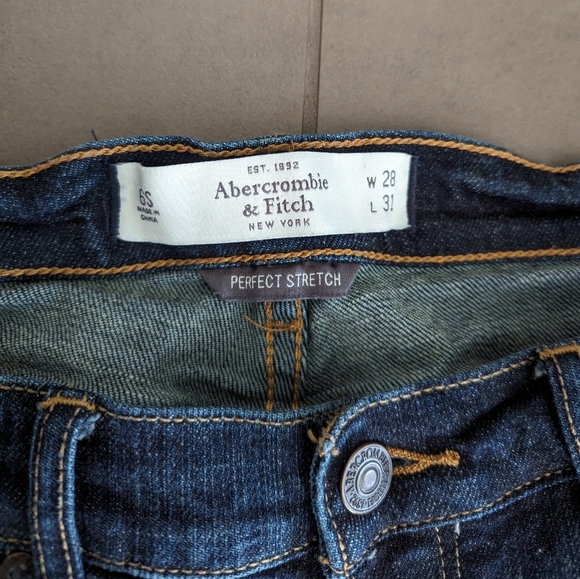 EST. 1892
Abercrombie
& Fitch
NEW YORK
6S
MADE IN
CHINA
W 28
L 31
PERFECT STRETCH
ABERCROMBIE